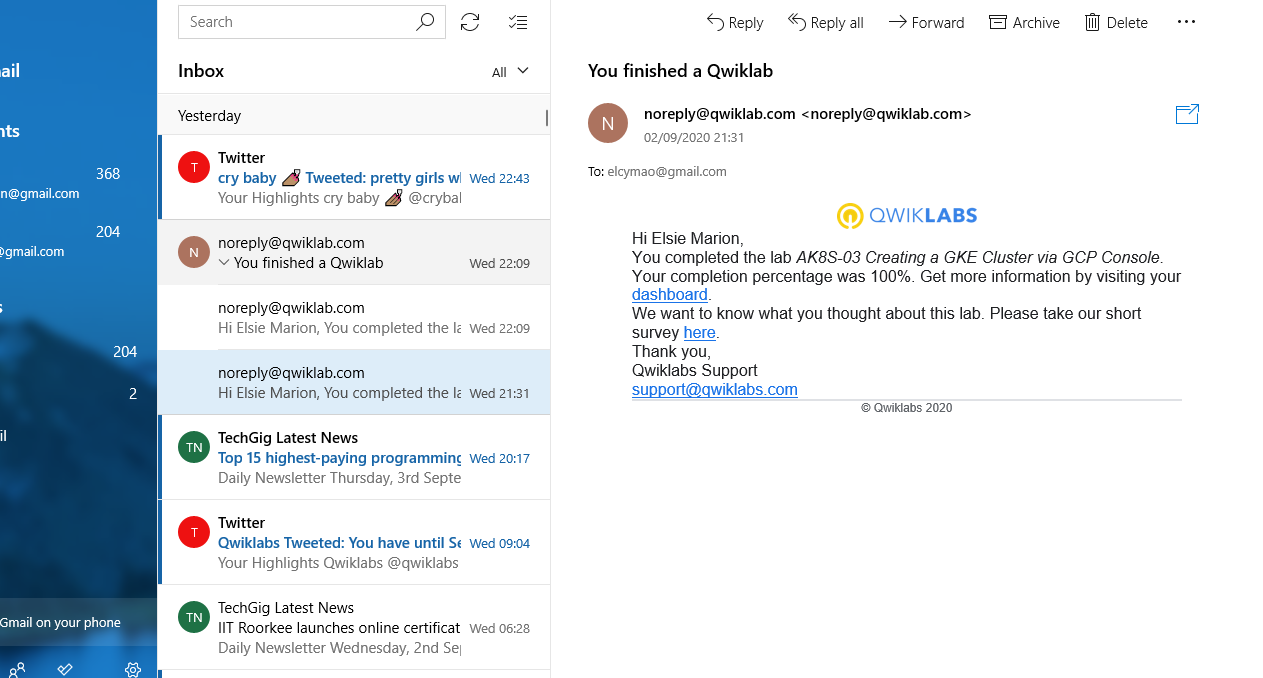 ail
nts
368
n@gmail.com
204
@gmail.com
s
204
2
il
Gmail on your phone
Search
Inbox
All
Yesterday
T
Twitter
cry baby 💅🏾 Tweeted: pretty girls wl
Wed 22:43
Your Highlights cry baby 💅🏾 @crybal
N
noreply@qwiklab.com
You finished a Qwiklab
Wed 22:09
noreply@qwiklab.com
Hi Elsie Marion, You completed the la
Wed 22:09
noreply@qwiklab.com
Hi Elsie Marion, You completed the la
Wed 21:31
TN
TechGig Latest News
Top 15 highest-paying programming
Wed 20:17
Daily Newsletter Thursday, 3rd Septe
T
Twitter
Qwiklabs Tweeted: You have until Se
Wed 09:04
Your Highlights Qwiklabs @qwiklabs
TN
TechGig Latest News
IIT Roorkee launches online certificat
Wed 06:28
Daily Newsletter Wednesday, 2nd Sep
Reply
Reply all
Forward
Archive
Delete
You finished a Qwiklab
N
noreply@qwiklab.com <noreply@qwiklab.com>
02/09/2020 21:31
To: elcymao@gmail.com
QWIKLABS
Hi Elsie Marion,
You completed the lab AK8S-03 Creating a GKE Cluster via GCP Console.
Your completion percentage was 100%. Get more information by visiting your
dashboard.
We want to know what you thought about this lab. Please take our short
survey here.
Thank you,
Qwiklabs Support
support@qwiklabs.com
© Qwiklabs 2020